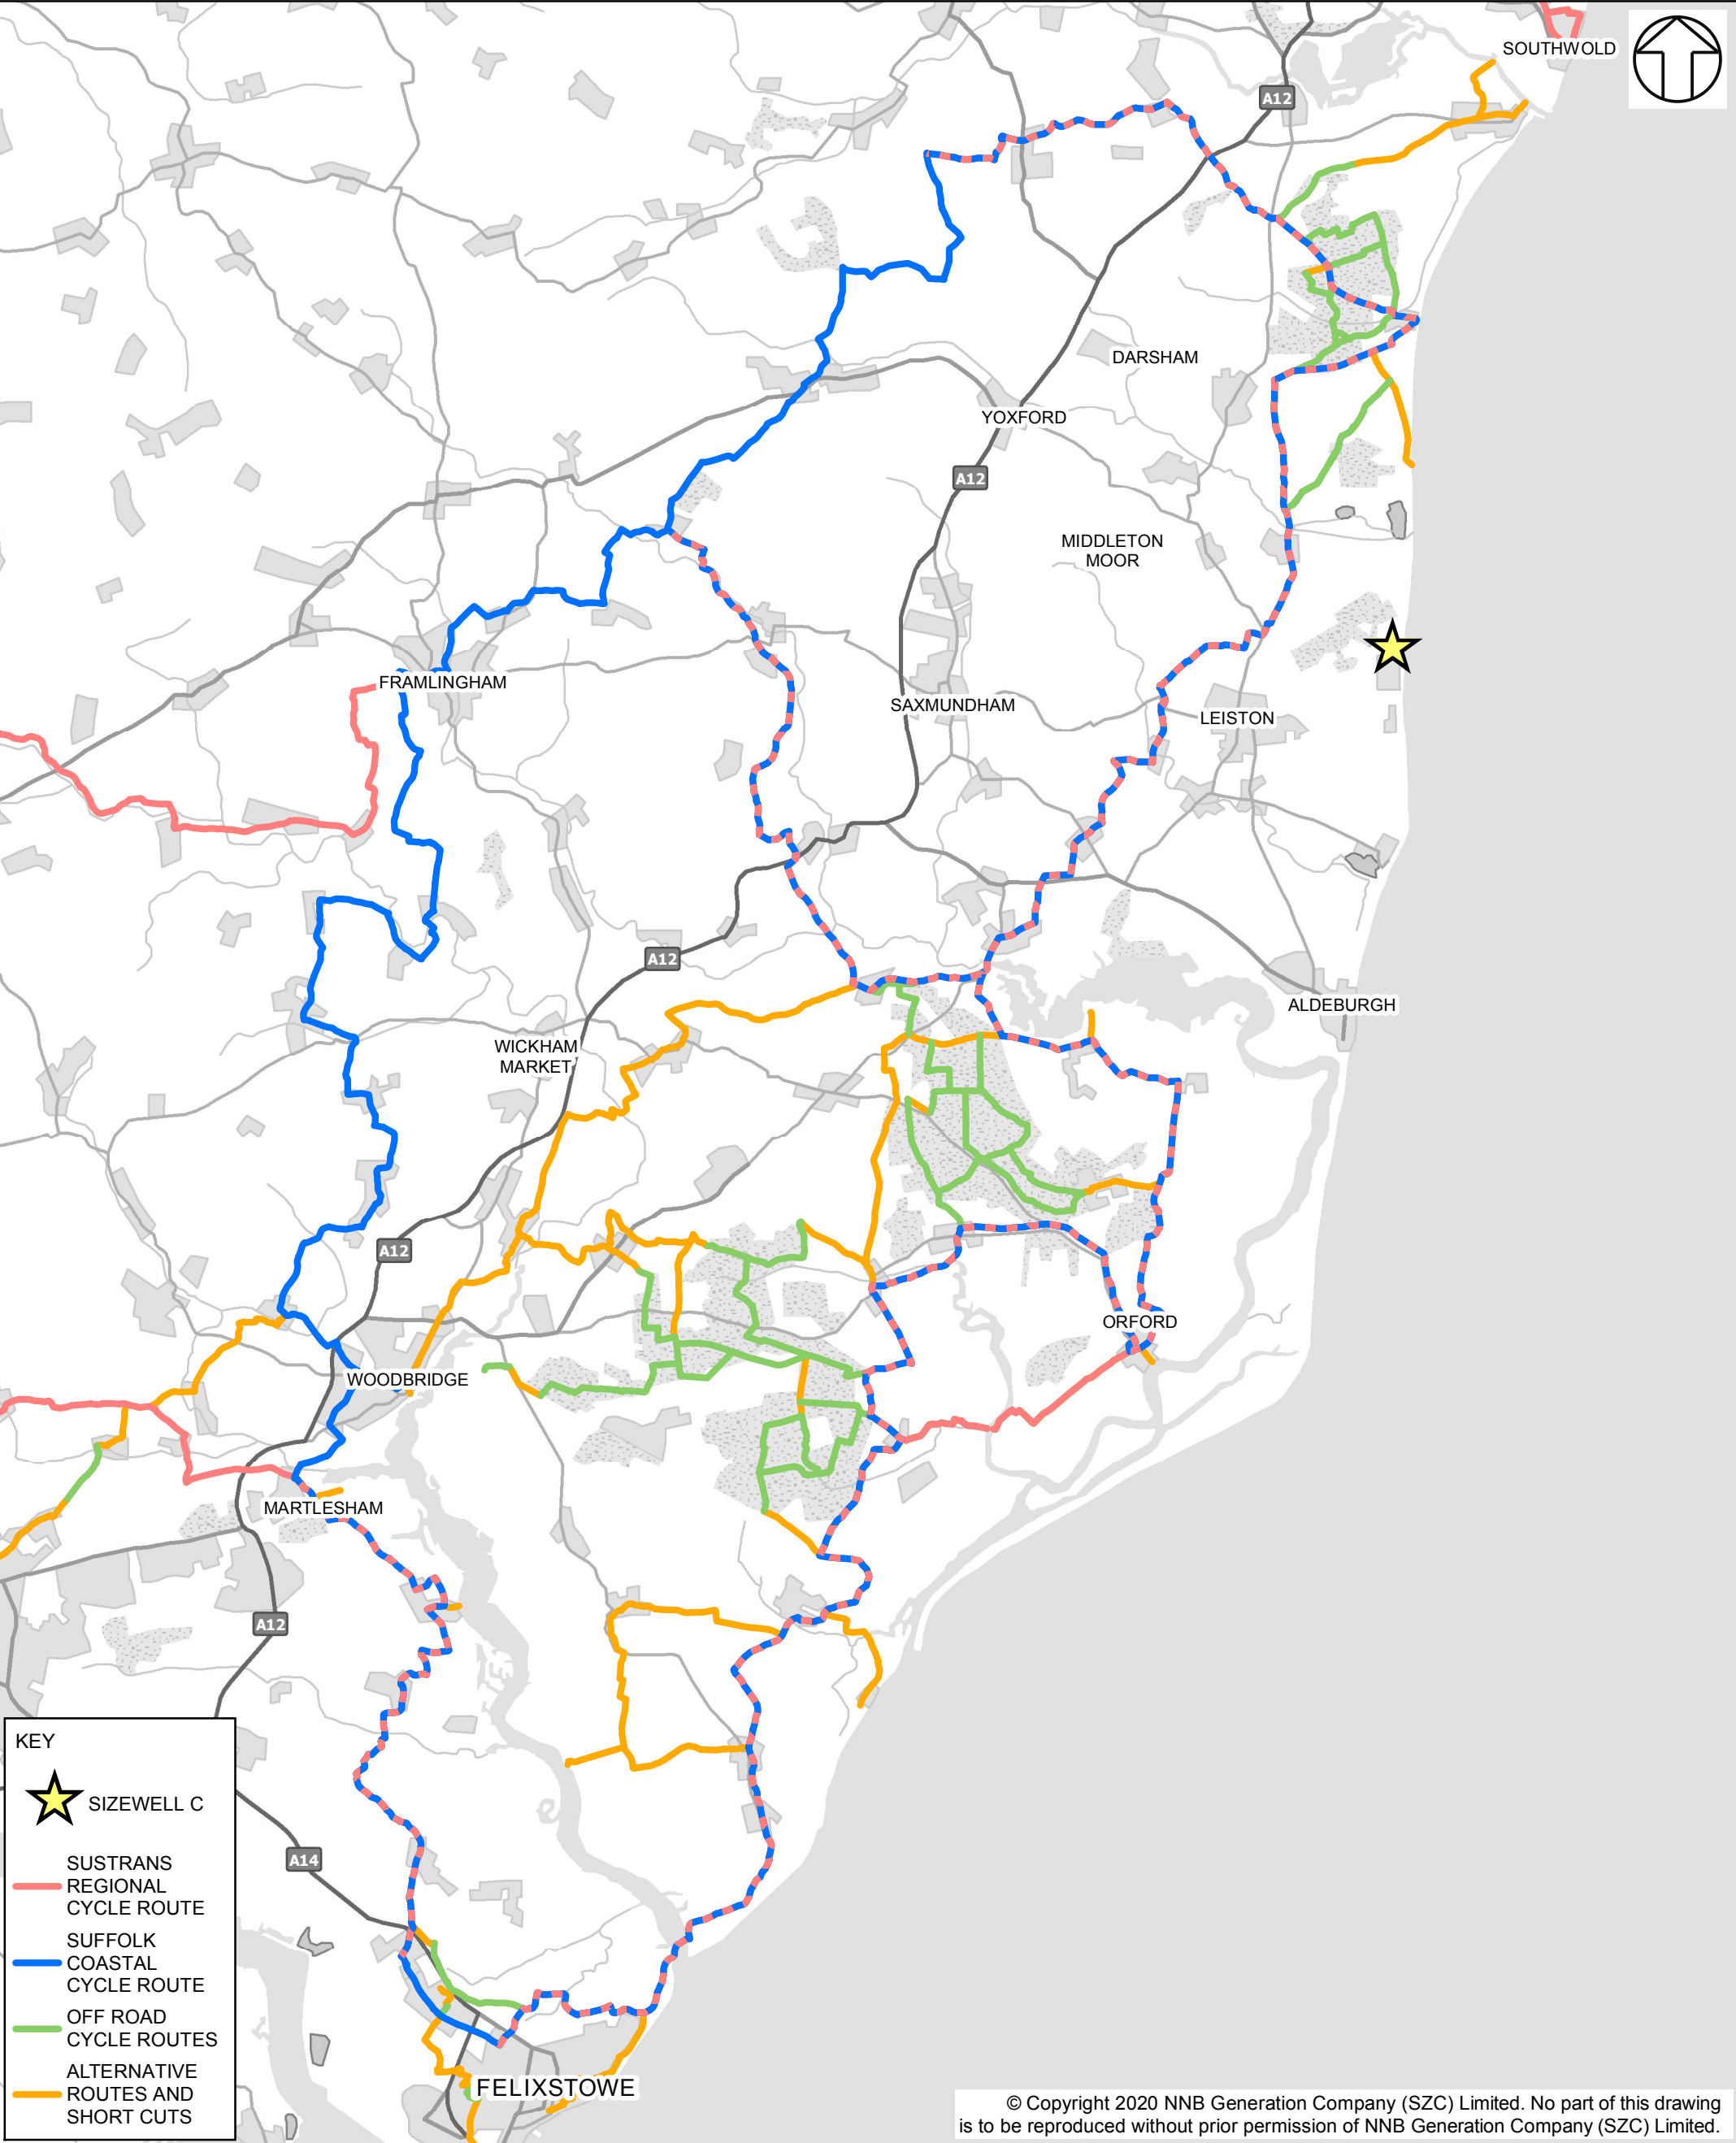 SOUTHWOLD
A12
DARSHAM
YOXFORD
A12
MIDDLETON
MOOR
FRAMLINGHAM
SAXMUNDHAM
LEISTON
A12
ALDEBURGH
WICKHAM
MARKET
A12
ORFORD
WOODBRIDGE
MARTLESHAM
A12
KEY
SIZEWELL C
SUSTRANS
REGIONAL
CYCLE ROUTE
SUFFOLK
COASTAL
CYCLE ROUTE
OFF ROAD
CYCLE ROUTES
ALTERNATIVE
ROUTES AND
SHORT CUTS
A14
FELIXSTOWE
© Copyright 2020 NNB Generation Company (SZC) Limited. No part of this drawing
is to be reproduced without prior permission of NNB Generation Company (SZC) Limited.